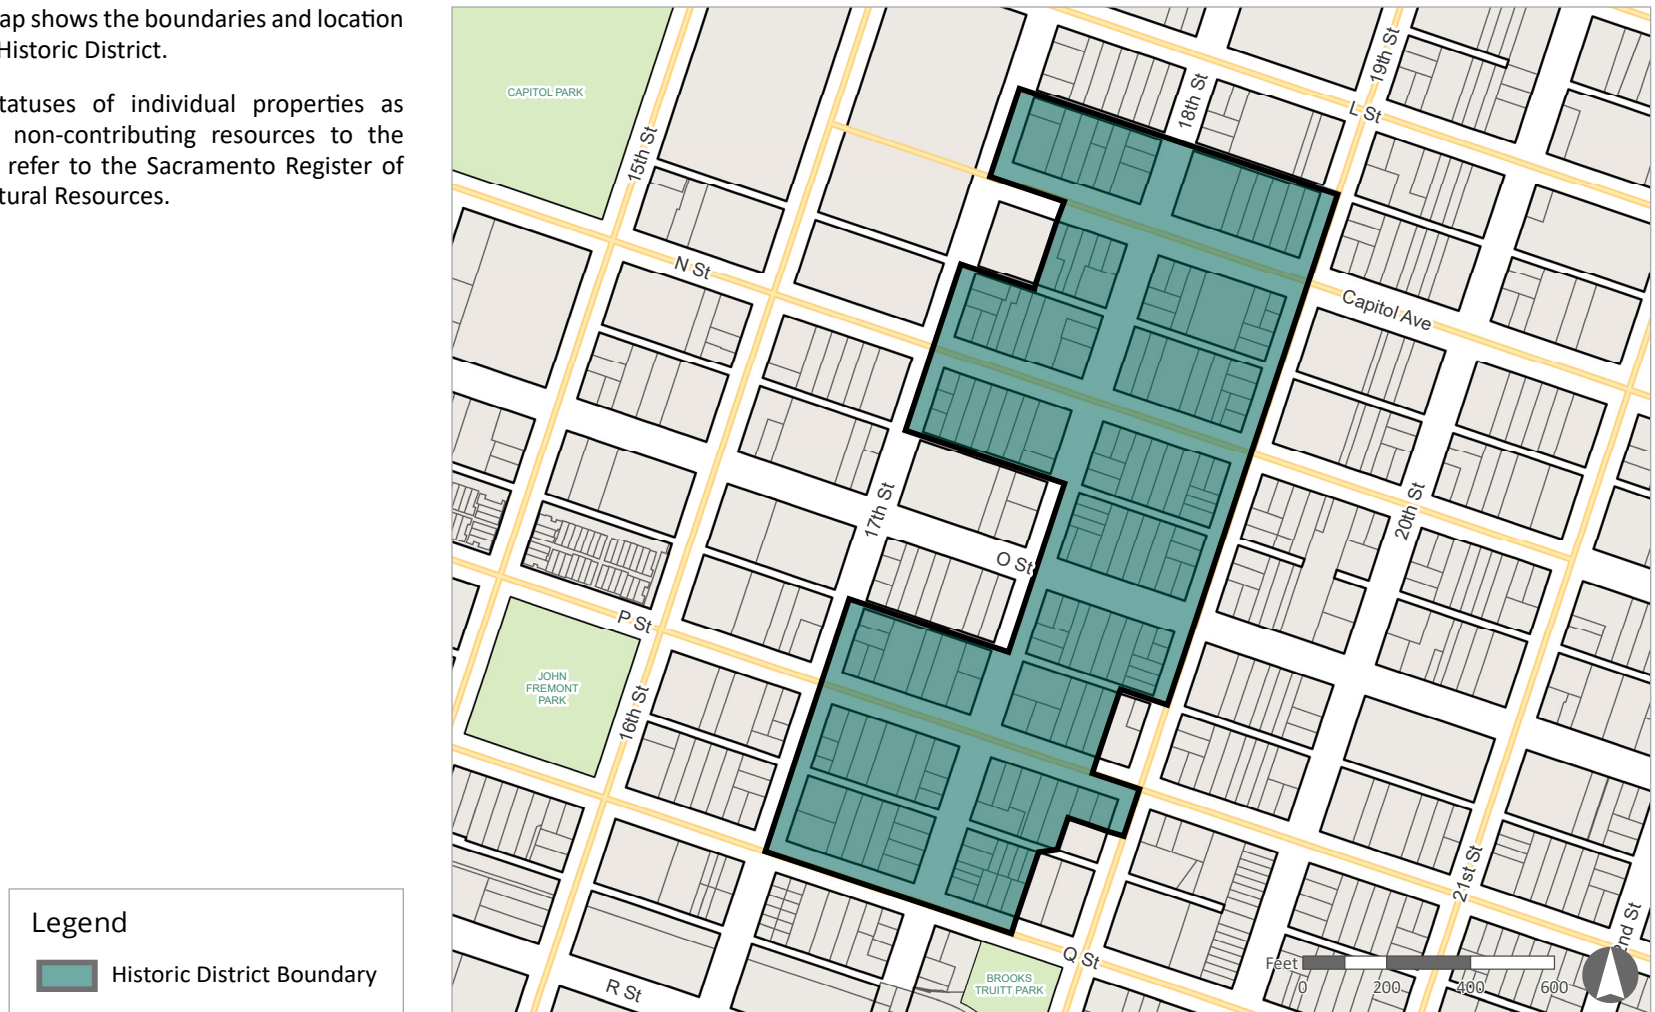 ap shows the boundaries and location
Historic District.
tatuses of individual properties as
non-contributing resources to the
refer to the Sacramento Register of
tural Resources.
CAPITOL PARK
15th St
18th St
19th St
L St
N St
Capitol Ave
17th St
O St
20th St
P St
JOHN
FREMONT
PARK
16th St
21st St
2nd St
Q St
BROOKS
TRUITT PARK
R St
Feet
0 200 400 600
Legend
Historic District Boundary